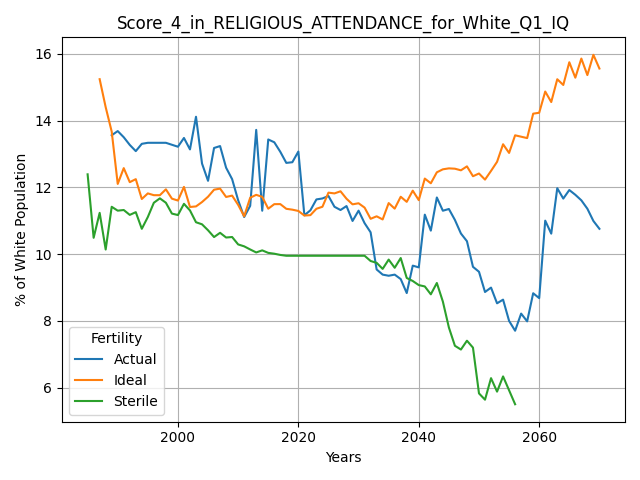 Score_4_in_RELIGIOUS_ATTENDANCE_for_White_Q1_IQ
% of White Population
16
14
12
10
8
6
Fertility
Actual
Ideal
Sterile
2000
2020
2040
2060
Years